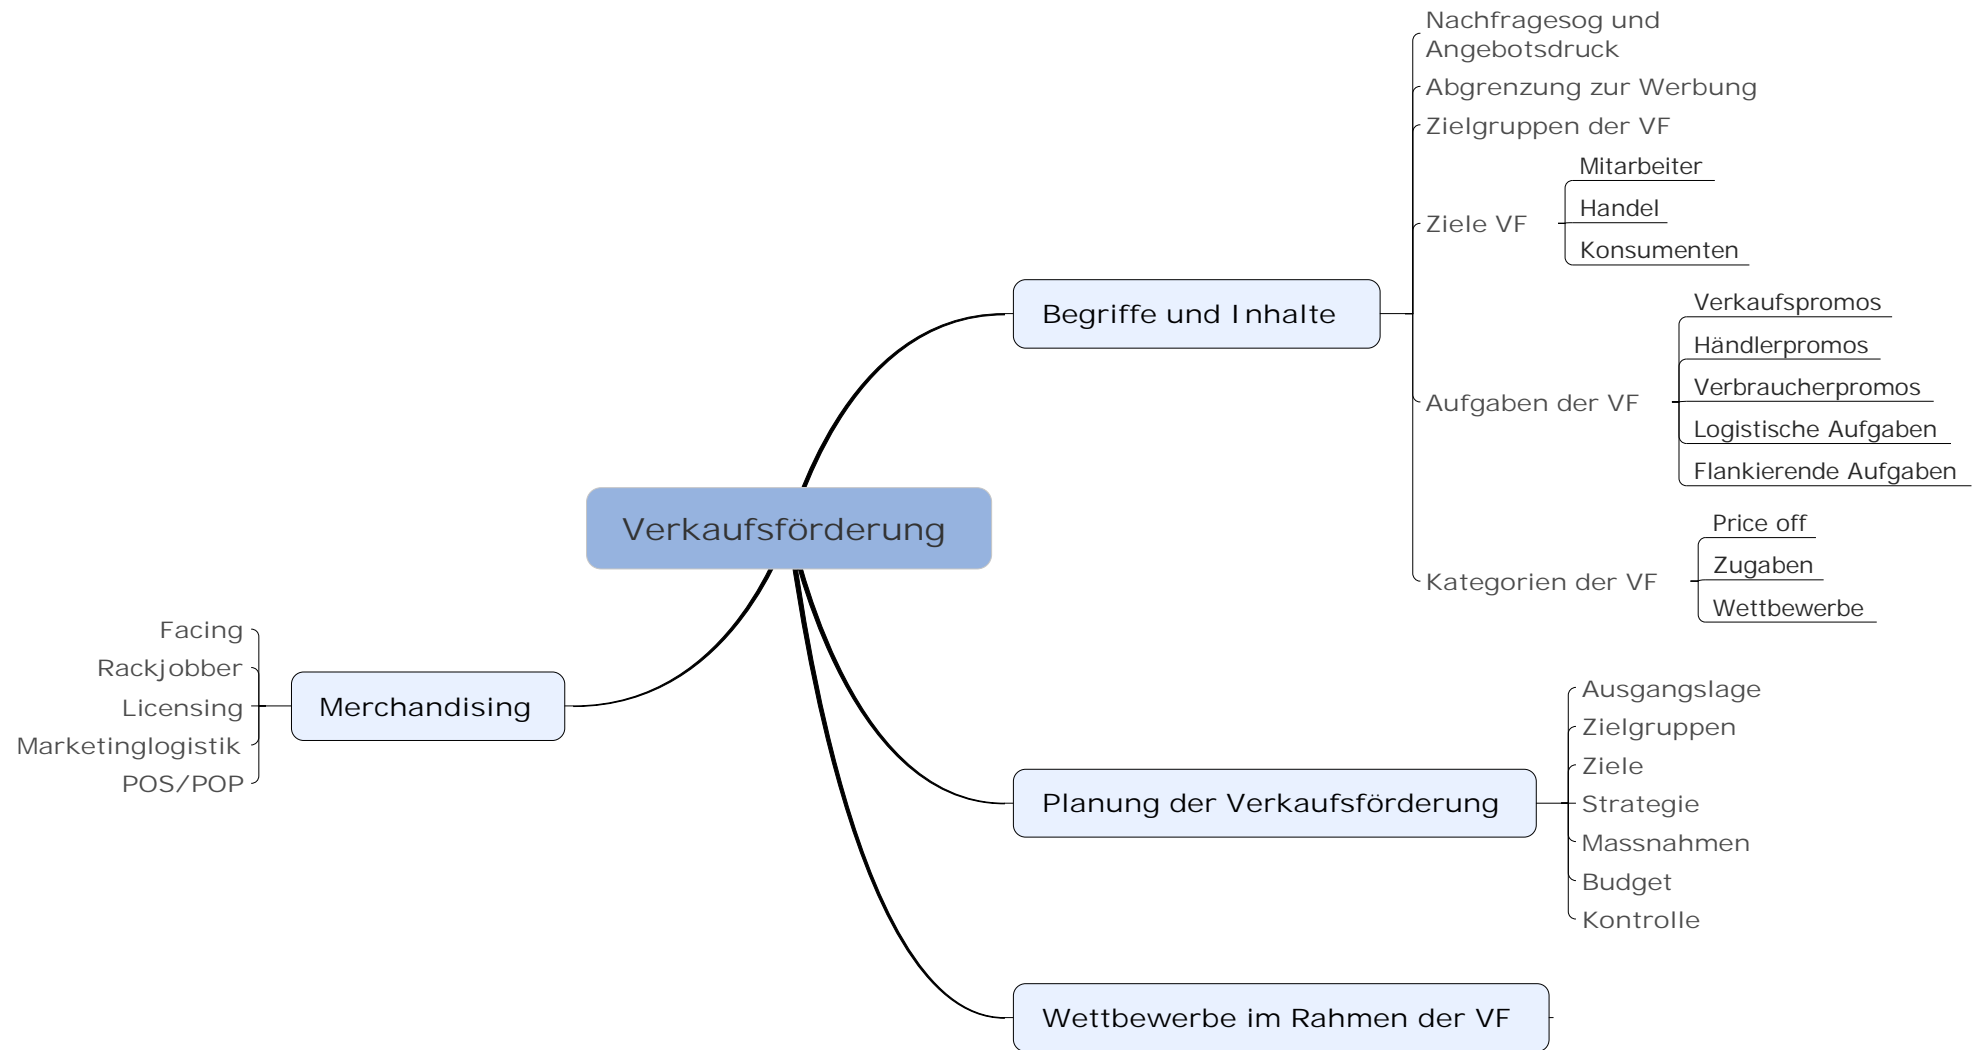 Verkaufsförderung
Begriffe und Inhalte
Nachfragesog und
Angebotsdruck
Abgrenzung zur Werbung
Zielgruppen der VF
Ziele VF
Mitarbeiter
Handel
Konsumenten
Aufgaben der VF
Verkaufspromos
Händlerpromos
Verbraucherpromos
Logistische Aufgaben
Flankierende Aufgaben
Kategorien der VF
Price off
Zugaben
Wettbewerbe
Planung der Verkaufsförderung
Ausgangslage
Zielgruppen
Ziele
Strategie
Massnahmen
Budget
Kontrolle
Wettbewerbe im Rahmen der VF
Merchandising
Facing
Rackjobber
Licensing
Marketinglogistik
POS/POP